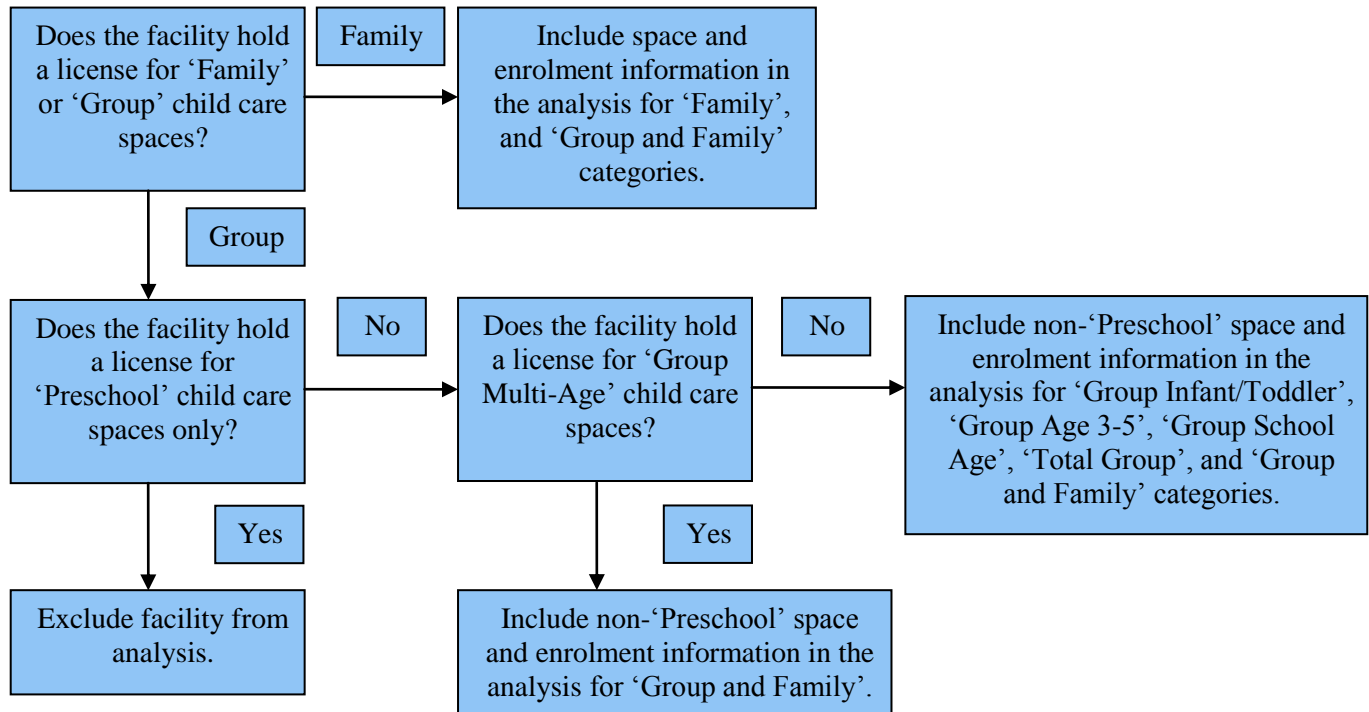 Does the facility hold
a license for ‘Family’
or ‘Group’ child care
spaces?
Family
Include space and
enrolment information in
the analysis for ‘Family’,
and ‘Group and Family’
categories.
Group
Does the facility hold
a license for
‘Preschool’ child care
spaces only?
No
Does the facility hold
a license for ‘Group
Multi-Age’ child care
spaces?
No
Include non-‘Preschool’ space and
enrolment information in the
analysis for ‘Group Infant/Toddler’,
‘Group Age 3-5’, ‘Group School
Age’, ‘Total Group’, and ‘Group
and Family’ categories.
Yes
Yes
Exclude facility from
analysis.
Include non-‘Preschool’ space
and enrolment information in the
analysis for ‘Group and Family’.